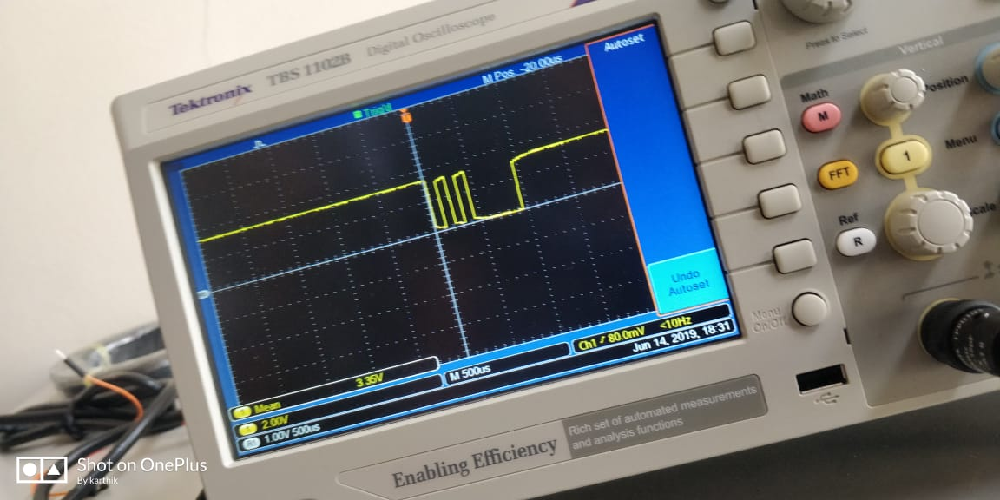 Tektronix TBS 1102B Digital Oscilloscope
Trig'd
M Pos: -20.00us
Autoset
Undo
Autoset
1 Mean 3.35V
1 2.00V
M 500us
Ch1 80.0mV <10Hz
R1 1.00V 500us
Jun 14, 2019, 18:31
Press to Select
Vertical
Math
M
Position
FFT
1
Menu
Ref
R
Scale
Menu
On/Off
Enabling Efficiency
Rich set of automated measurements
and analysis functions
Shot on OnePlus
By karthik